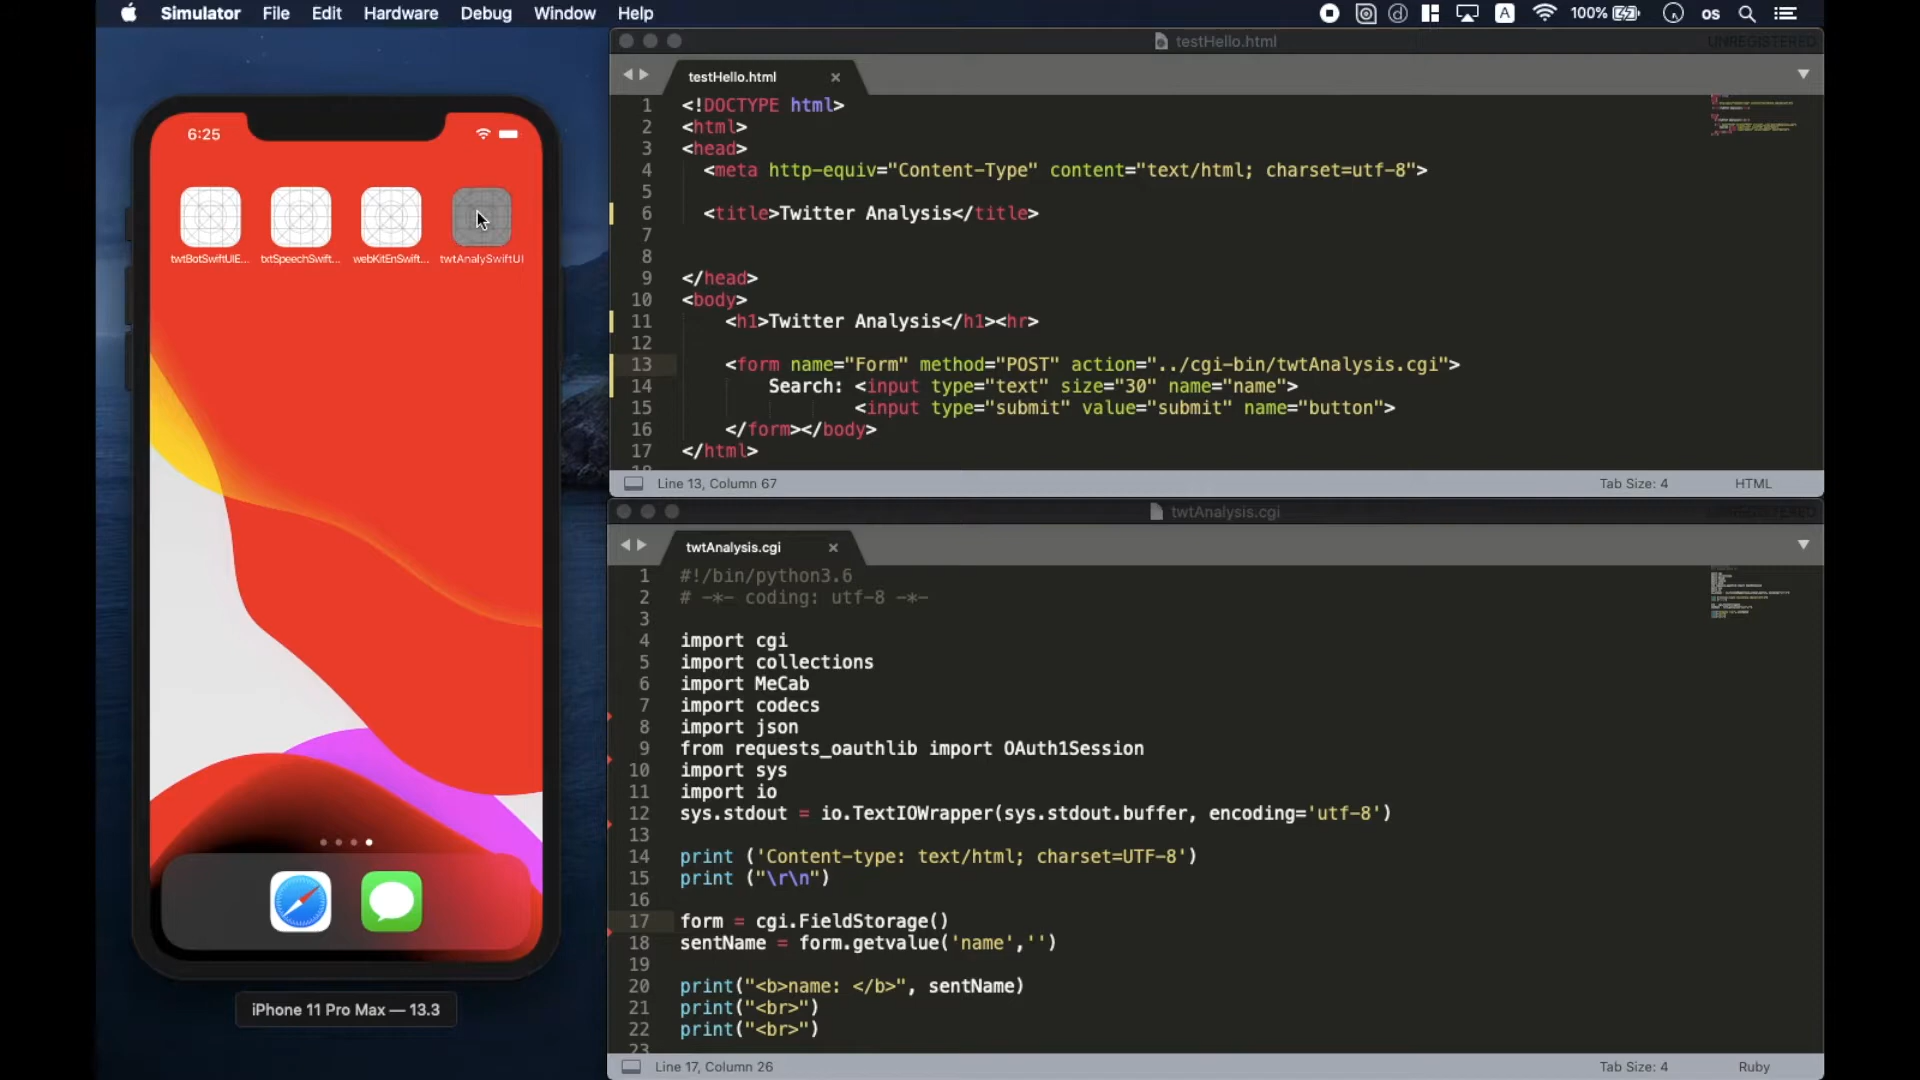 Simulator File Edit Hardware Debug Window Help
A 100% os
6:25
twtBotSwiftUIE... txtSpeechSwift... webKitEnSwift... twtAnalySwiftUI
iPhone 11 Pro Max — 13.3
testHello.html
UNREGISTERED
testHello.html
1 <!DOCTYPE html>
2 <html>
3 <head>
4 <meta http-equiv="Content-Type" content="text/html; charset=utf-8">
5
6 <title>Twitter Analysis</title>
7
8
9 </head>
10 <body>
11 <h1>Twitter Analysis</h1><hr>
12
13 <form name="Form" method="POST" action="../cgi-bin/twtAnalysis.cgi">
14 Search: <input type="text" size="30" name="name">
15 <input type="submit" value="submit" name="button">
16 </form></body>
17 </html>
Line 13, Column 67 Tab Size: 4 HTML
twtAnalysis.cgi
UNREGISTERED
twtAnalysis.cgi
1 #!/bin/python3.6
2 # -*- coding: utf-8 -*-
3
4 import cgi
5 import collections
6 import MeCab
7 import codecs
8 import json
9 from requests_oauthlib import OAuth1Session
10 import sys
11 import io
12 sys.stdout = io.TextIOWrapper(sys.stdout.buffer, encoding='utf-8')
13
14 print ('Content-type: text/html; charset=UTF-8')
15 print ("\r\n")
16
17 form = cgi.FieldStorage()
18 sentName = form.getvalue('name','')
19
20 print("<b>name: </b>", sentName)
21 print("<br>")
22 print("<br>")
23
Line 17, Column 26 Tab Size: 4 Ruby